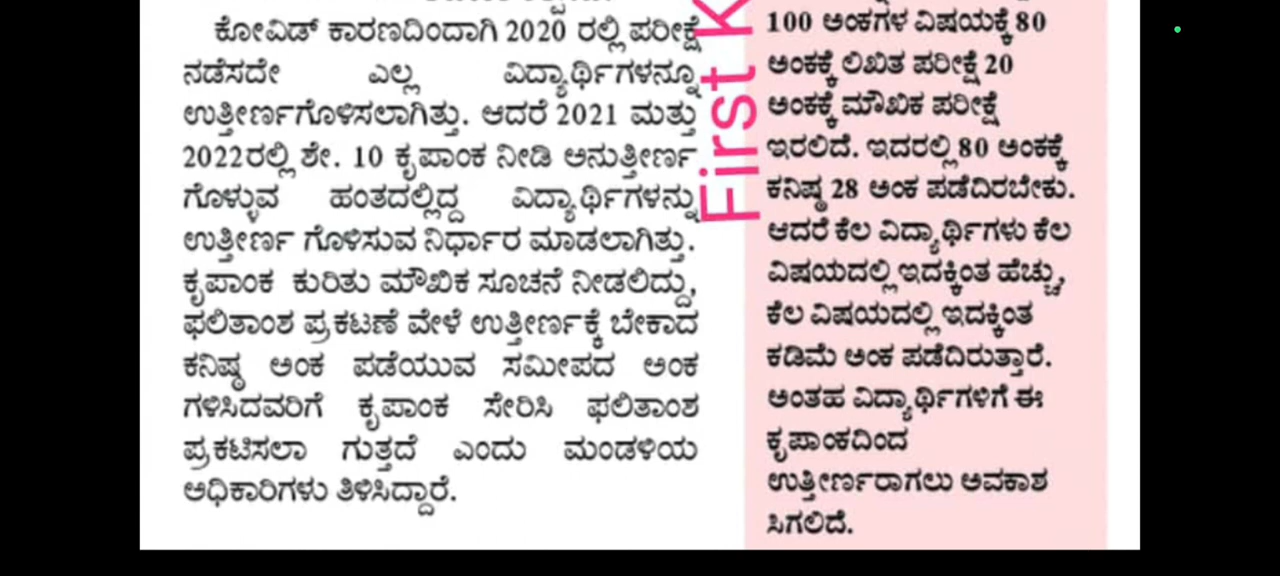 ಕೋವಿಡ್ ಕಾರಣದಿಂದಾಗಿ 2020 ರಲ್ಲಿ ಪರೀಕ್ಷೆ
ನಡೆಸದೇ ಎಲ್ಲ ವಿದ್ಯಾರ್ಥಿಗಳನ್ನೂ
ಉತ್ತೀರ್ಣಗೊಳಿಸಲಾಗಿತ್ತು. ಆದರೆ 2021 ಮತ್ತು
2022ರಲ್ಲಿ ಶೇ. 10 ಕೃಪಾಂಕ ನೀಡಿ ಅನುತ್ತೀರ್ಣ
ಗೊಳ್ಳುವ ಹಂತದಲ್ಲಿದ್ದ ವಿದ್ಯಾರ್ಥಿಗಳನ್ನು
ಉತ್ತೀರ್ಣ ಗೊಳಿಸುವ ನಿರ್ಧಾರ ಮಾಡಲಾಗಿತ್ತು.
ಕೃಪಾಂಕ ಕುರಿತು ಮೌಖಿಕ ಸೂಚನೆ ನೀಡಲಿದ್ದು,
ಫಲಿತಾಂಶ ಪ್ರಕಟಣೆ ವೇಳೆ ಉತ್ತೀರ್ಣಕ್ಕೆ ಬೇಕಾದ
ಕನಿಷ್ಠ ಅಂಕ ಪಡೆಯುವ ಸಮೀಪದ ಅಂಕ
ಗಳಿಸಿದವರಿಗೆ ಕೃಪಾಂಕ ಸೇರಿಸಿ ಫಲಿತಾಂಶ
ಪ್ರಕಟಿಸಲಾ ಗುತ್ತದೆ ಎಂದು ಮಂಡಳಿಯ
ಅಧಿಕಾರಿಗಳು ತಿಳಿಸಿದ್ದಾರೆ.
First K
100 ಅಂಕಗಳ ವಿಷಯಕ್ಕೆ 80
ಅಂಕಕ್ಕೆ ಲಿಖಿತ ಪರೀಕ್ಷೆ 20
ಅಂಕಕ್ಕೆ ಮೌಖಿಕ ಪರೀಕ್ಷೆ
ಇರಲಿದೆ. ಇದರಲ್ಲಿ 80 ಅಂಕಕ್ಕೆ
ಕನಿಷ್ಠ 28 ಅಂಕ ಪಡೆದಿರಬೇಕು.
ಆದರೆ ಕೆಲ ವಿದ್ಯಾರ್ಥಿಗಳು ಕೆಲ
ವಿಷಯದಲ್ಲಿ ಇದಕ್ಕಿಂತ ಹೆಚ್ಚು,
ಕೆಲ ವಿಷಯದಲ್ಲಿ ಇದಕ್ಕಿಂತ
ಕಡಿಮೆ ಅಂಕ ಪಡೆದಿರುತ್ತಾರೆ.
ಅಂತಹ ವಿದ್ಯಾರ್ಥಿಗಳಿಗೆ ಈ
ಕೃಪಾಂಕದಿಂದ
ಉತ್ತೀರ್ಣರಾಗಲು ಅವಕಾಶ
ಸಿಗಲಿದೆ.